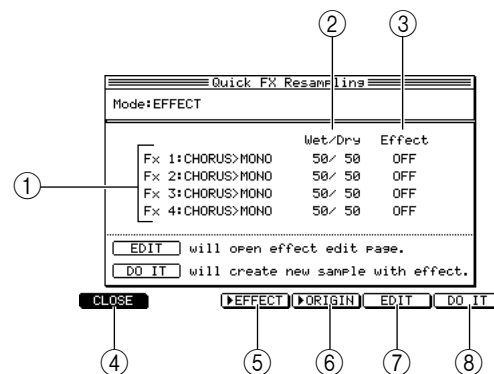 ② ③
Quick FX Resampling
Mode:EFFECT
Wet/Dry Effect
① Fx 1:CHORUS>MONO 50/ 50 OFF
Fx 2:CHORUS>MONO 50/ 50 OFF
Fx 3:CHORUS>MONO 50/ 50 OFF
Fx 4:CHORUS>MONO 50/ 50 OFF
EDIT will open effect edit page.
DO IT will create new sample with effect.
CLOSE ▶EFFECT ▶ORIGIN EDIT DO IT
④ ⑤ ⑥ ⑦ ⑧